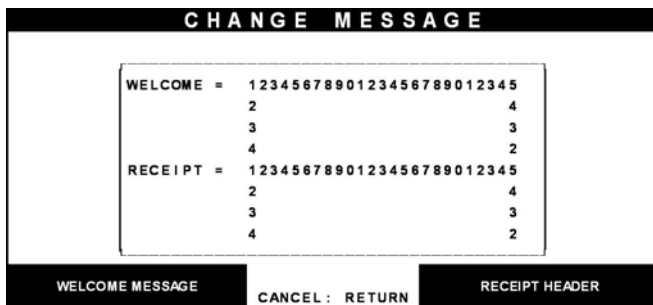 CHANGE MESSAGE
WELCOME = 1234567890123456789012345
2 4
3 3
4 2
RECEIPT = 1234567890123456789012345
2 4
3 3
4 2
WELCOME MESSAGE CANCEL: RETURN RECEIPT HEADER